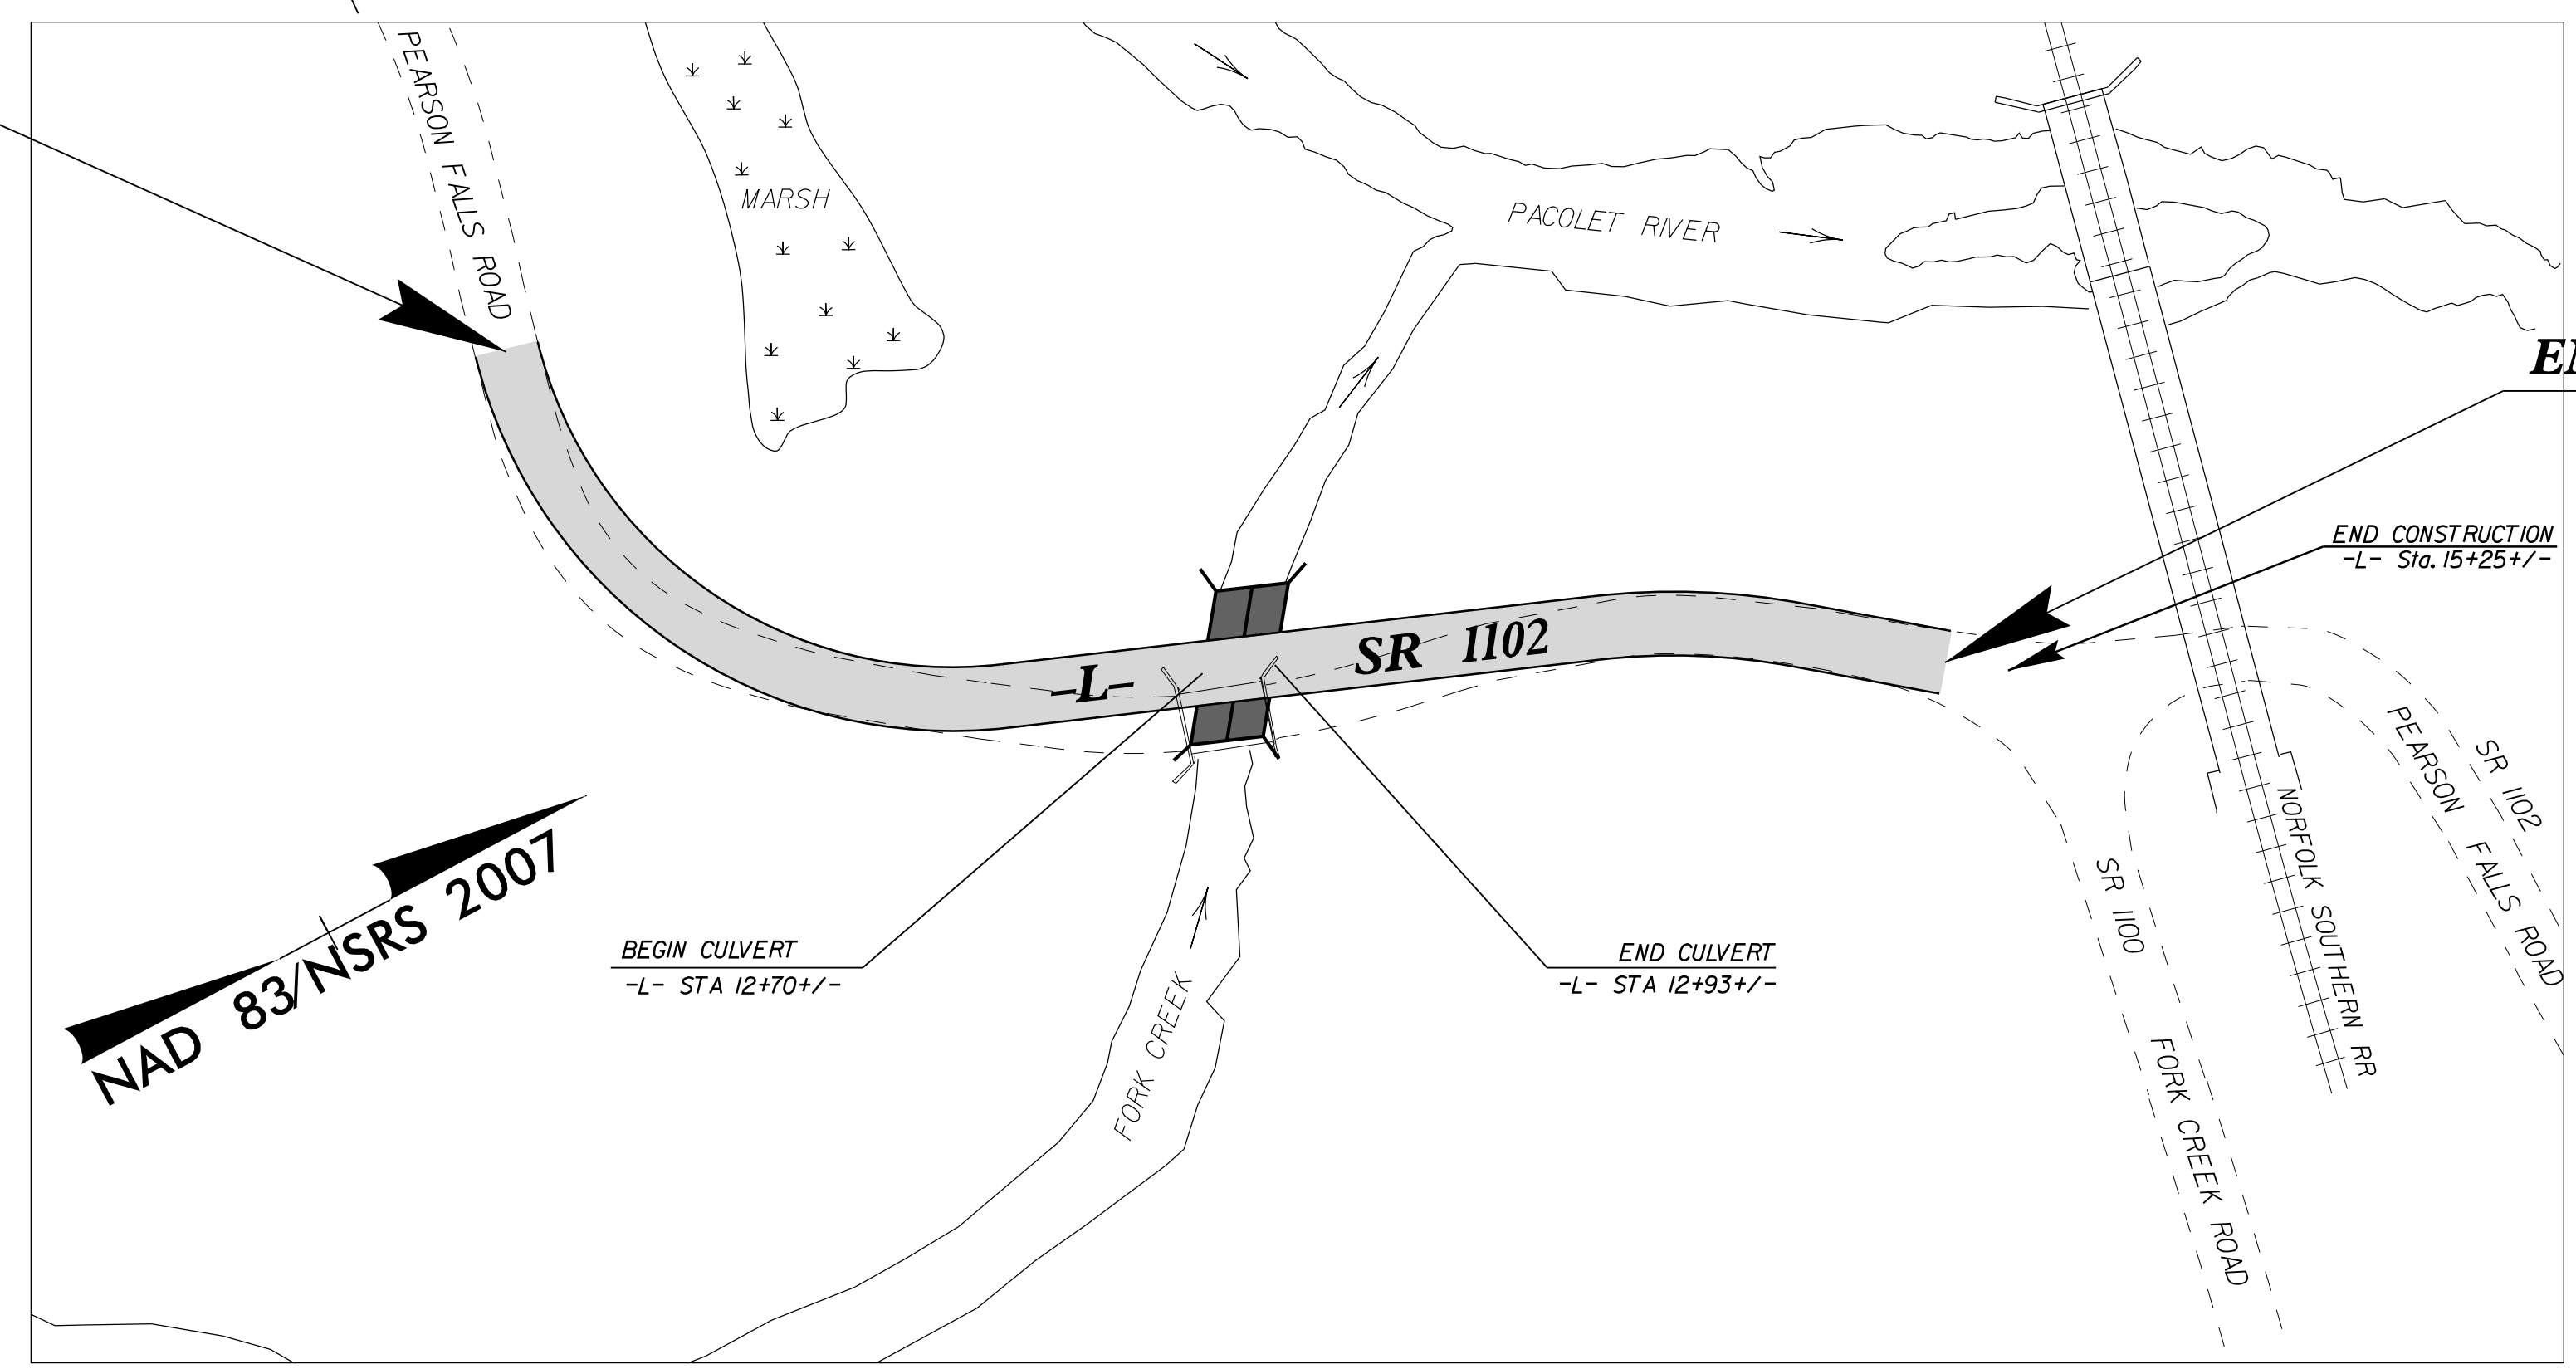 PEARSON FALLS ROAD
MARSH
PACOLET RIVER
END CONSTRUCTION
-L- Sta. 15+25+/-
-L- SR 1102
BEGIN CULVERT
-L- STA 12+70+/-
END CULVERT
-L- STA 12+93+/-
NAD 83/NSRS 2007
FORK CREEK
SR 1100
FORK CREEK ROAD
NORFOLK SOUTHERN RR
SR 1102
PEARSON FALLS ROAD